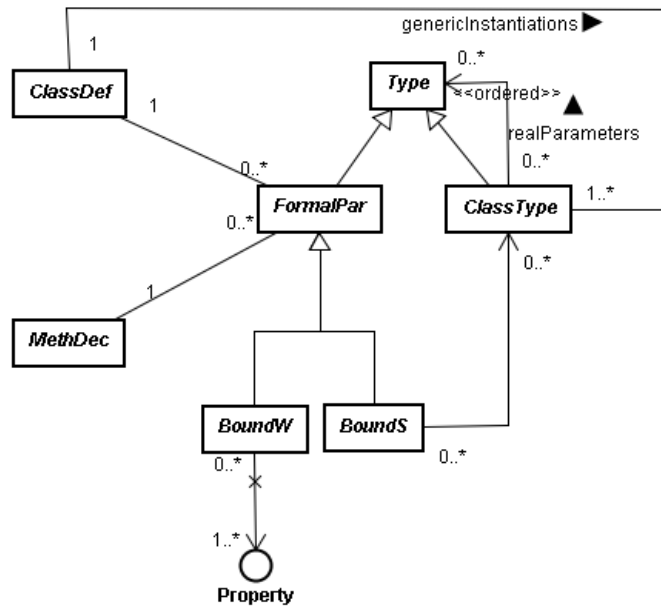 genericInstantiations
1
0..*
ClassDef
Type
<<ordered>>
1
realParameters
0..*
0..*
FormalPar
ClassType
1..*
0..*
0..*
1
MethDec
BoundW
BoundS
0..*
0..*
1..*
Property